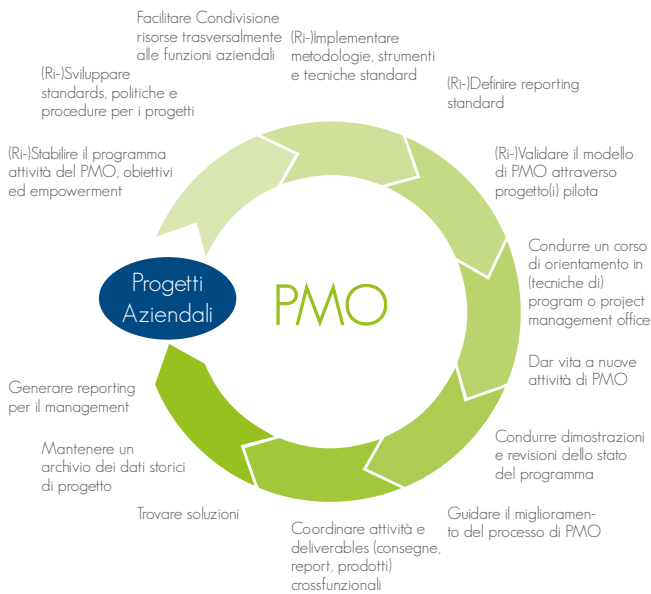 Facilitare Condivisione
risorse trasversalmente
alle funzioni aziendali
(Ri-)Implementare
metodologie, strumenti
e tecniche standard
(Ri-)Definire reporting
standard
(Ri-)Validare il modello
di PMO attraverso
progetto(i) pilota
Condurre un corso
di orientamento in
(tecniche di)
program o project
management office
Dar vita a nuove
attività di PMO
Condurre dimostrazioni
e revisioni dello stato
del programma
Guidare il miglioramen-
to del processo di PMO
Coordinare attività e
deliverables (consegne,
report, prodotti)
crossfunzionali
Trovare soluzioni
Mantenere un
archivio dei dati storici
di progetto
Generare reporting
per il management
Progetti
Aziendali
(Ri-)Stabilire il programma
attività del PMO, obiettivi
ed empowerment
(Ri-)Sviluppare
standards, politiche e
procedure per i progetti
PMO